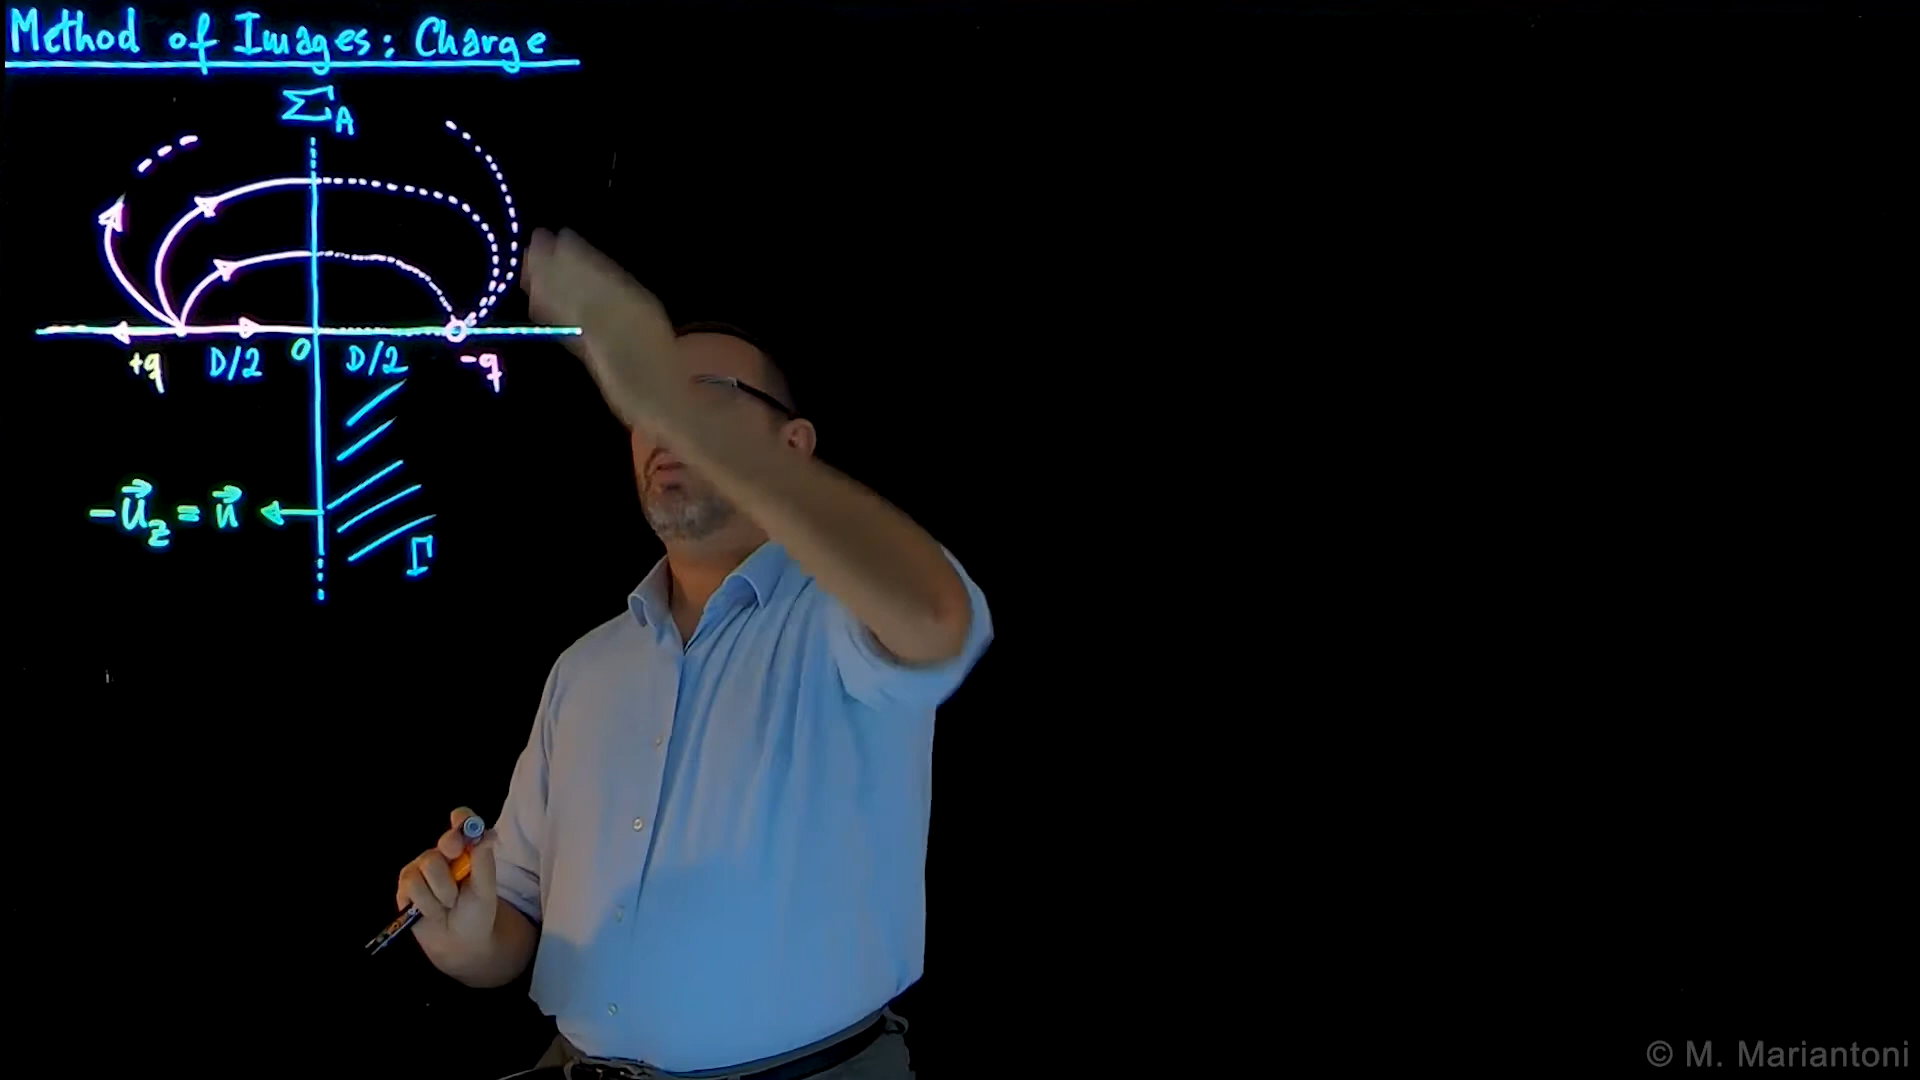 Method of Images: Charge
Σ_A
+q D/2 0 D/2 -q
-u⃗_z = n⃗
Γ
© M. Mariantoni